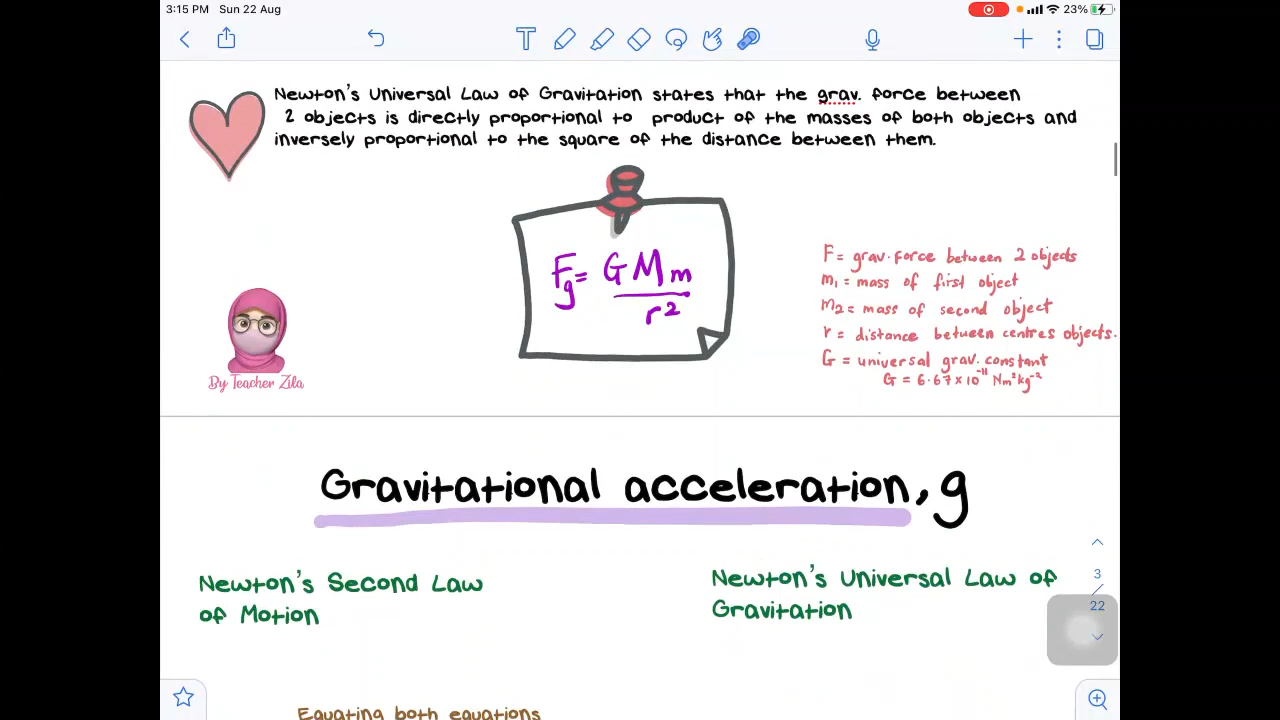 3:15 PM Sun 22 Aug
23%
Newton's Universal Law of Gravitation states that the grav. force between
2 objects is directly proportional to product of the masses of both objects and
inversely proportional to the square of the distance between them.
Fg = GMm
r²
F = grav. force between 2 objects
m₁ = mass of first object
m₂ = mass of second object
r = distance between centres objects.
G = universal grav. constant
G = 6.67 x 10⁻¹¹ Nm²kg⁻²
By Teacher Zila
Gravitational acceleration, g
Newton's Second Law
of Motion
Newton's Universal Law of
Gravitation
3
/
22
Equating both equations